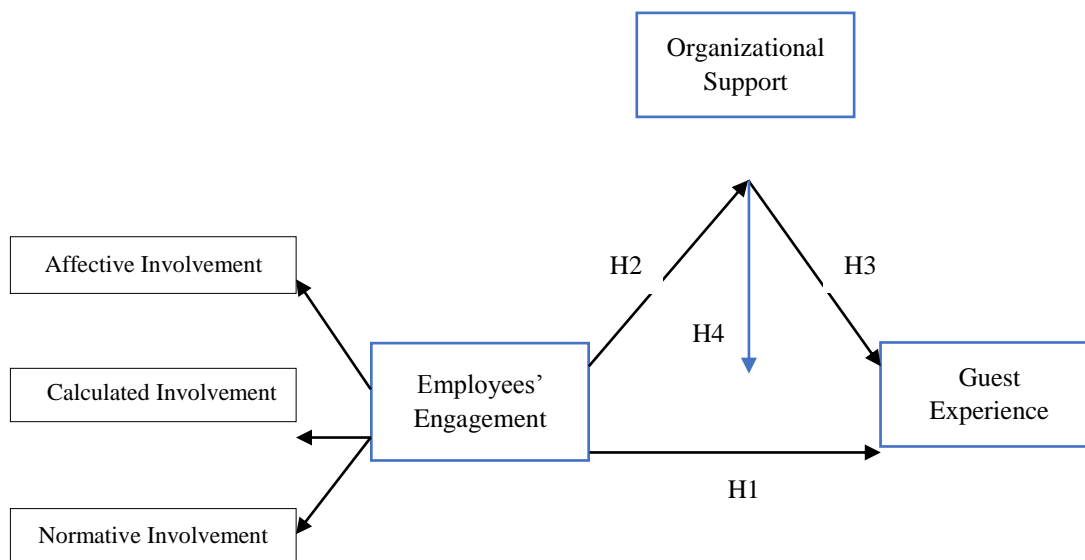 Organizational
Support
H2
H3
Affective Involvement
H4
Calculated Involvement
Employees’
Engagement
Guest
Experience
H1
Normative Involvement